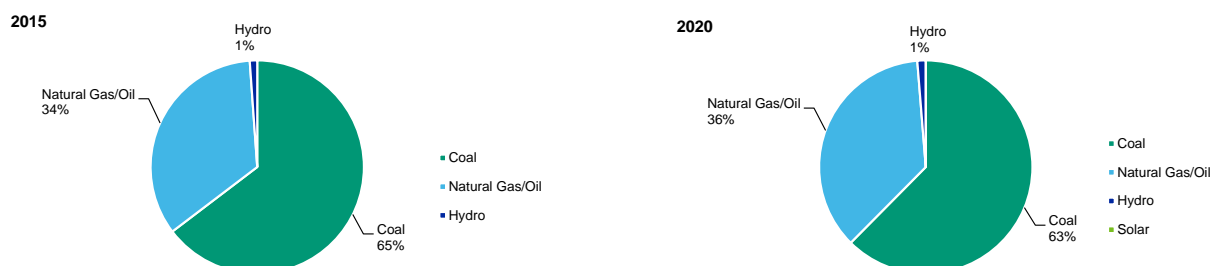 2015
Hydro
1%
Natural Gas/Oil
34%
Coal
65%
Coal
Natural Gas/Oil
Hydro
2020
Hydro
1%
Natural Gas/Oil
36%
Coal
63%
Coal
Natural Gas/Oil
Hydro
Solar